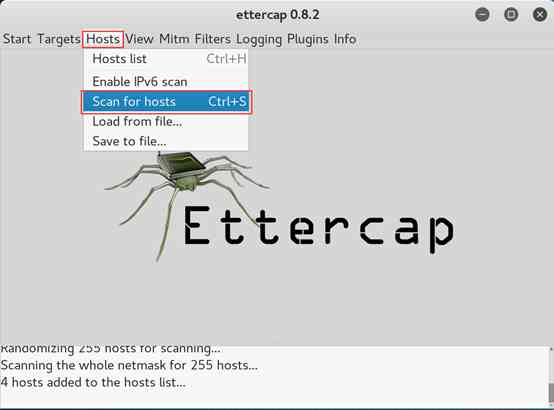 ettercap 0.8.2
Start Targets Hosts View Mitm Filters Logging Plugins Info
Hosts list Ctrl+H
Enable IPv6 scan
Scan for hosts Ctrl+S
Load from file...
Save to file...
Ettercap
Randomizing 255 hosts for scanning...
Scanning the whole netmask for 255 hosts...
4 hosts added to the hosts list...